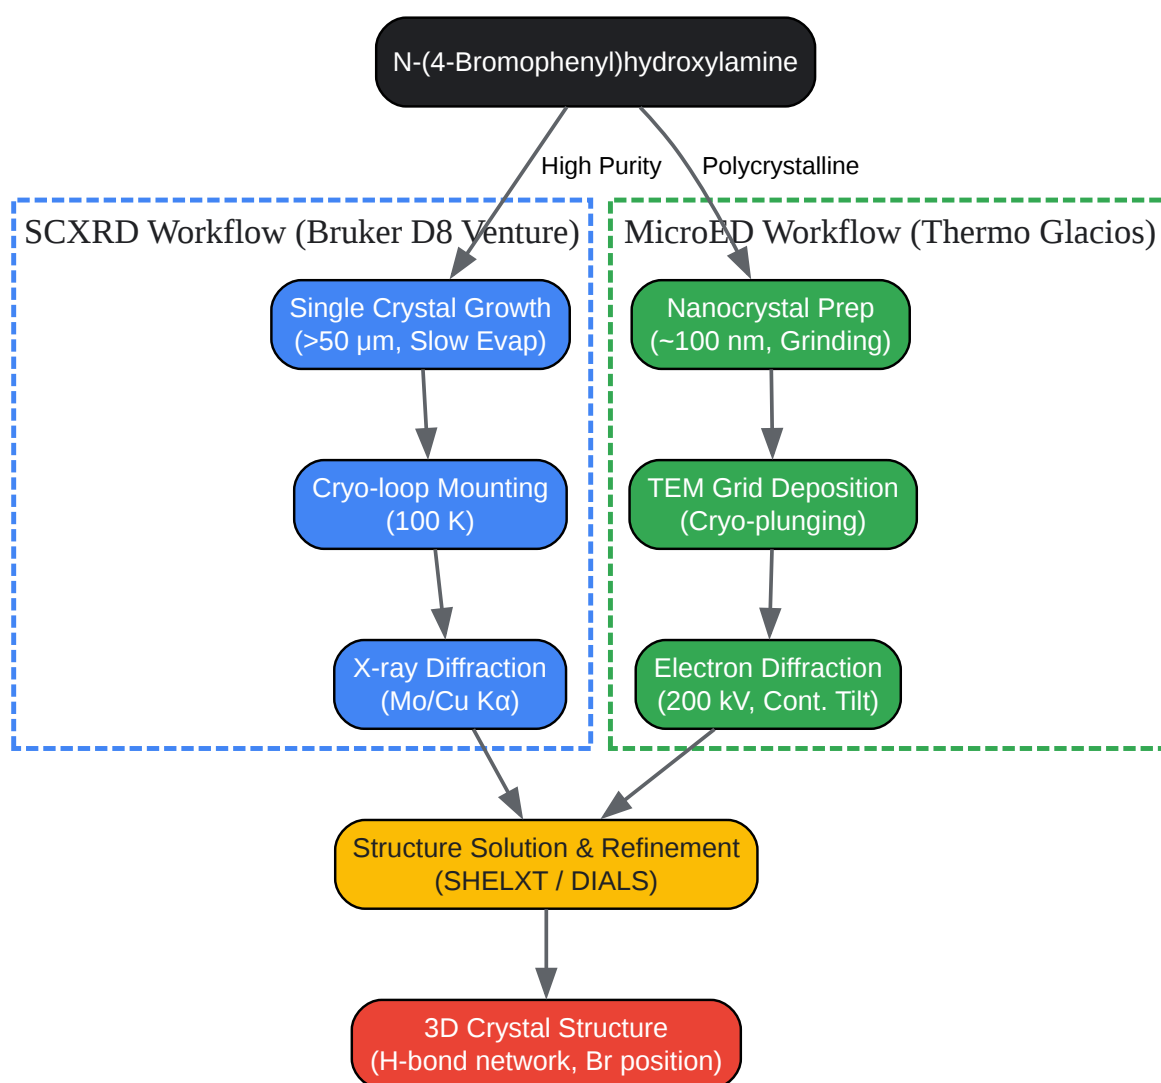 N-(4-Bromophenyl)hydroxylamine
High Purity
Polycrystalline
SCXRD Workflow (Bruker D8 Venture)
MicroED Workflow (Thermo Glacios)
Single Crystal Growth
(>50 μm, Slow Evap)
Nanocrystal Prep
(~100 nm, Grinding)
Cryo-loop Mounting
(100 K)
TEM Grid Deposition
(Cryo-plunging)
X-ray Diffraction
(Mo/Cu Kα)
Electron Diffraction
(200 kV, Cont. Tilt)
Structure Solution & Refinement
(SHELXT / DIALS)
3D Crystal Structure
(H-bond network, Br position)